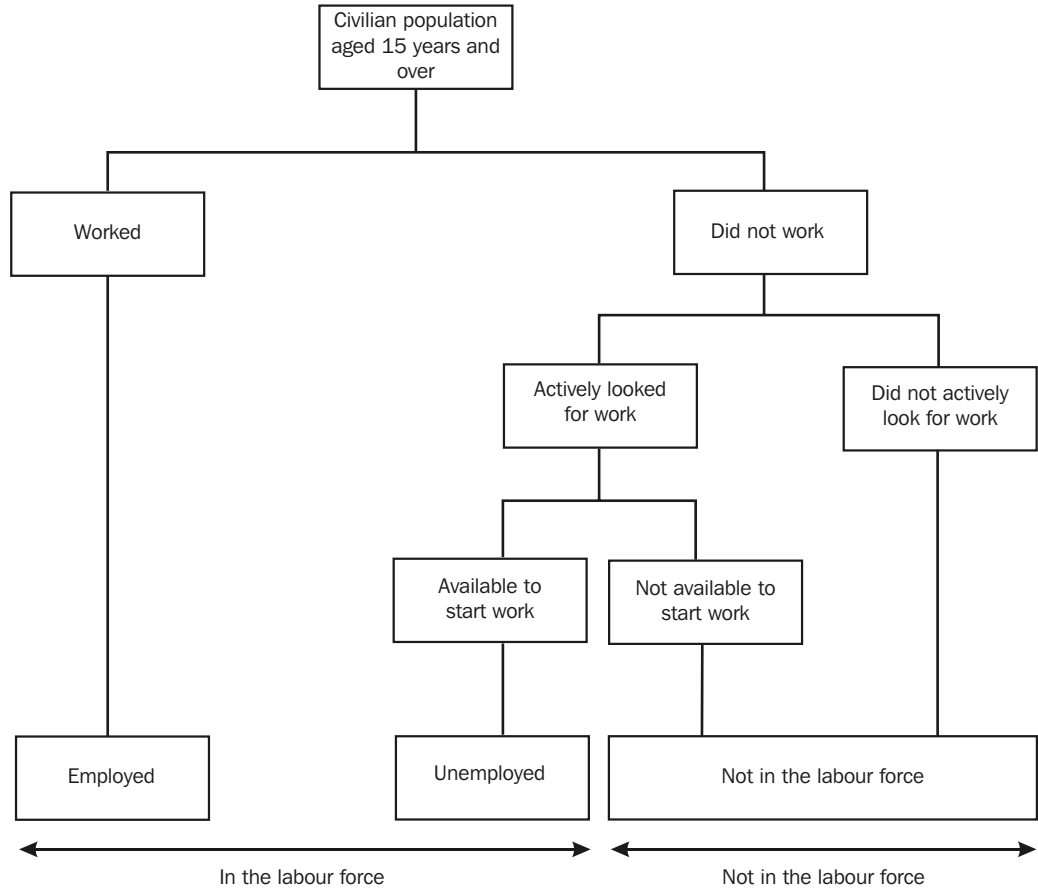 Civilian population
aged 15 years and
over
Worked
Did not work
Actively looked
for work
Did not actively
look for work
Available to
start work
Not available to
start work
Employed
Unemployed
Not in the labour force
In the labour force
Not in the labour force